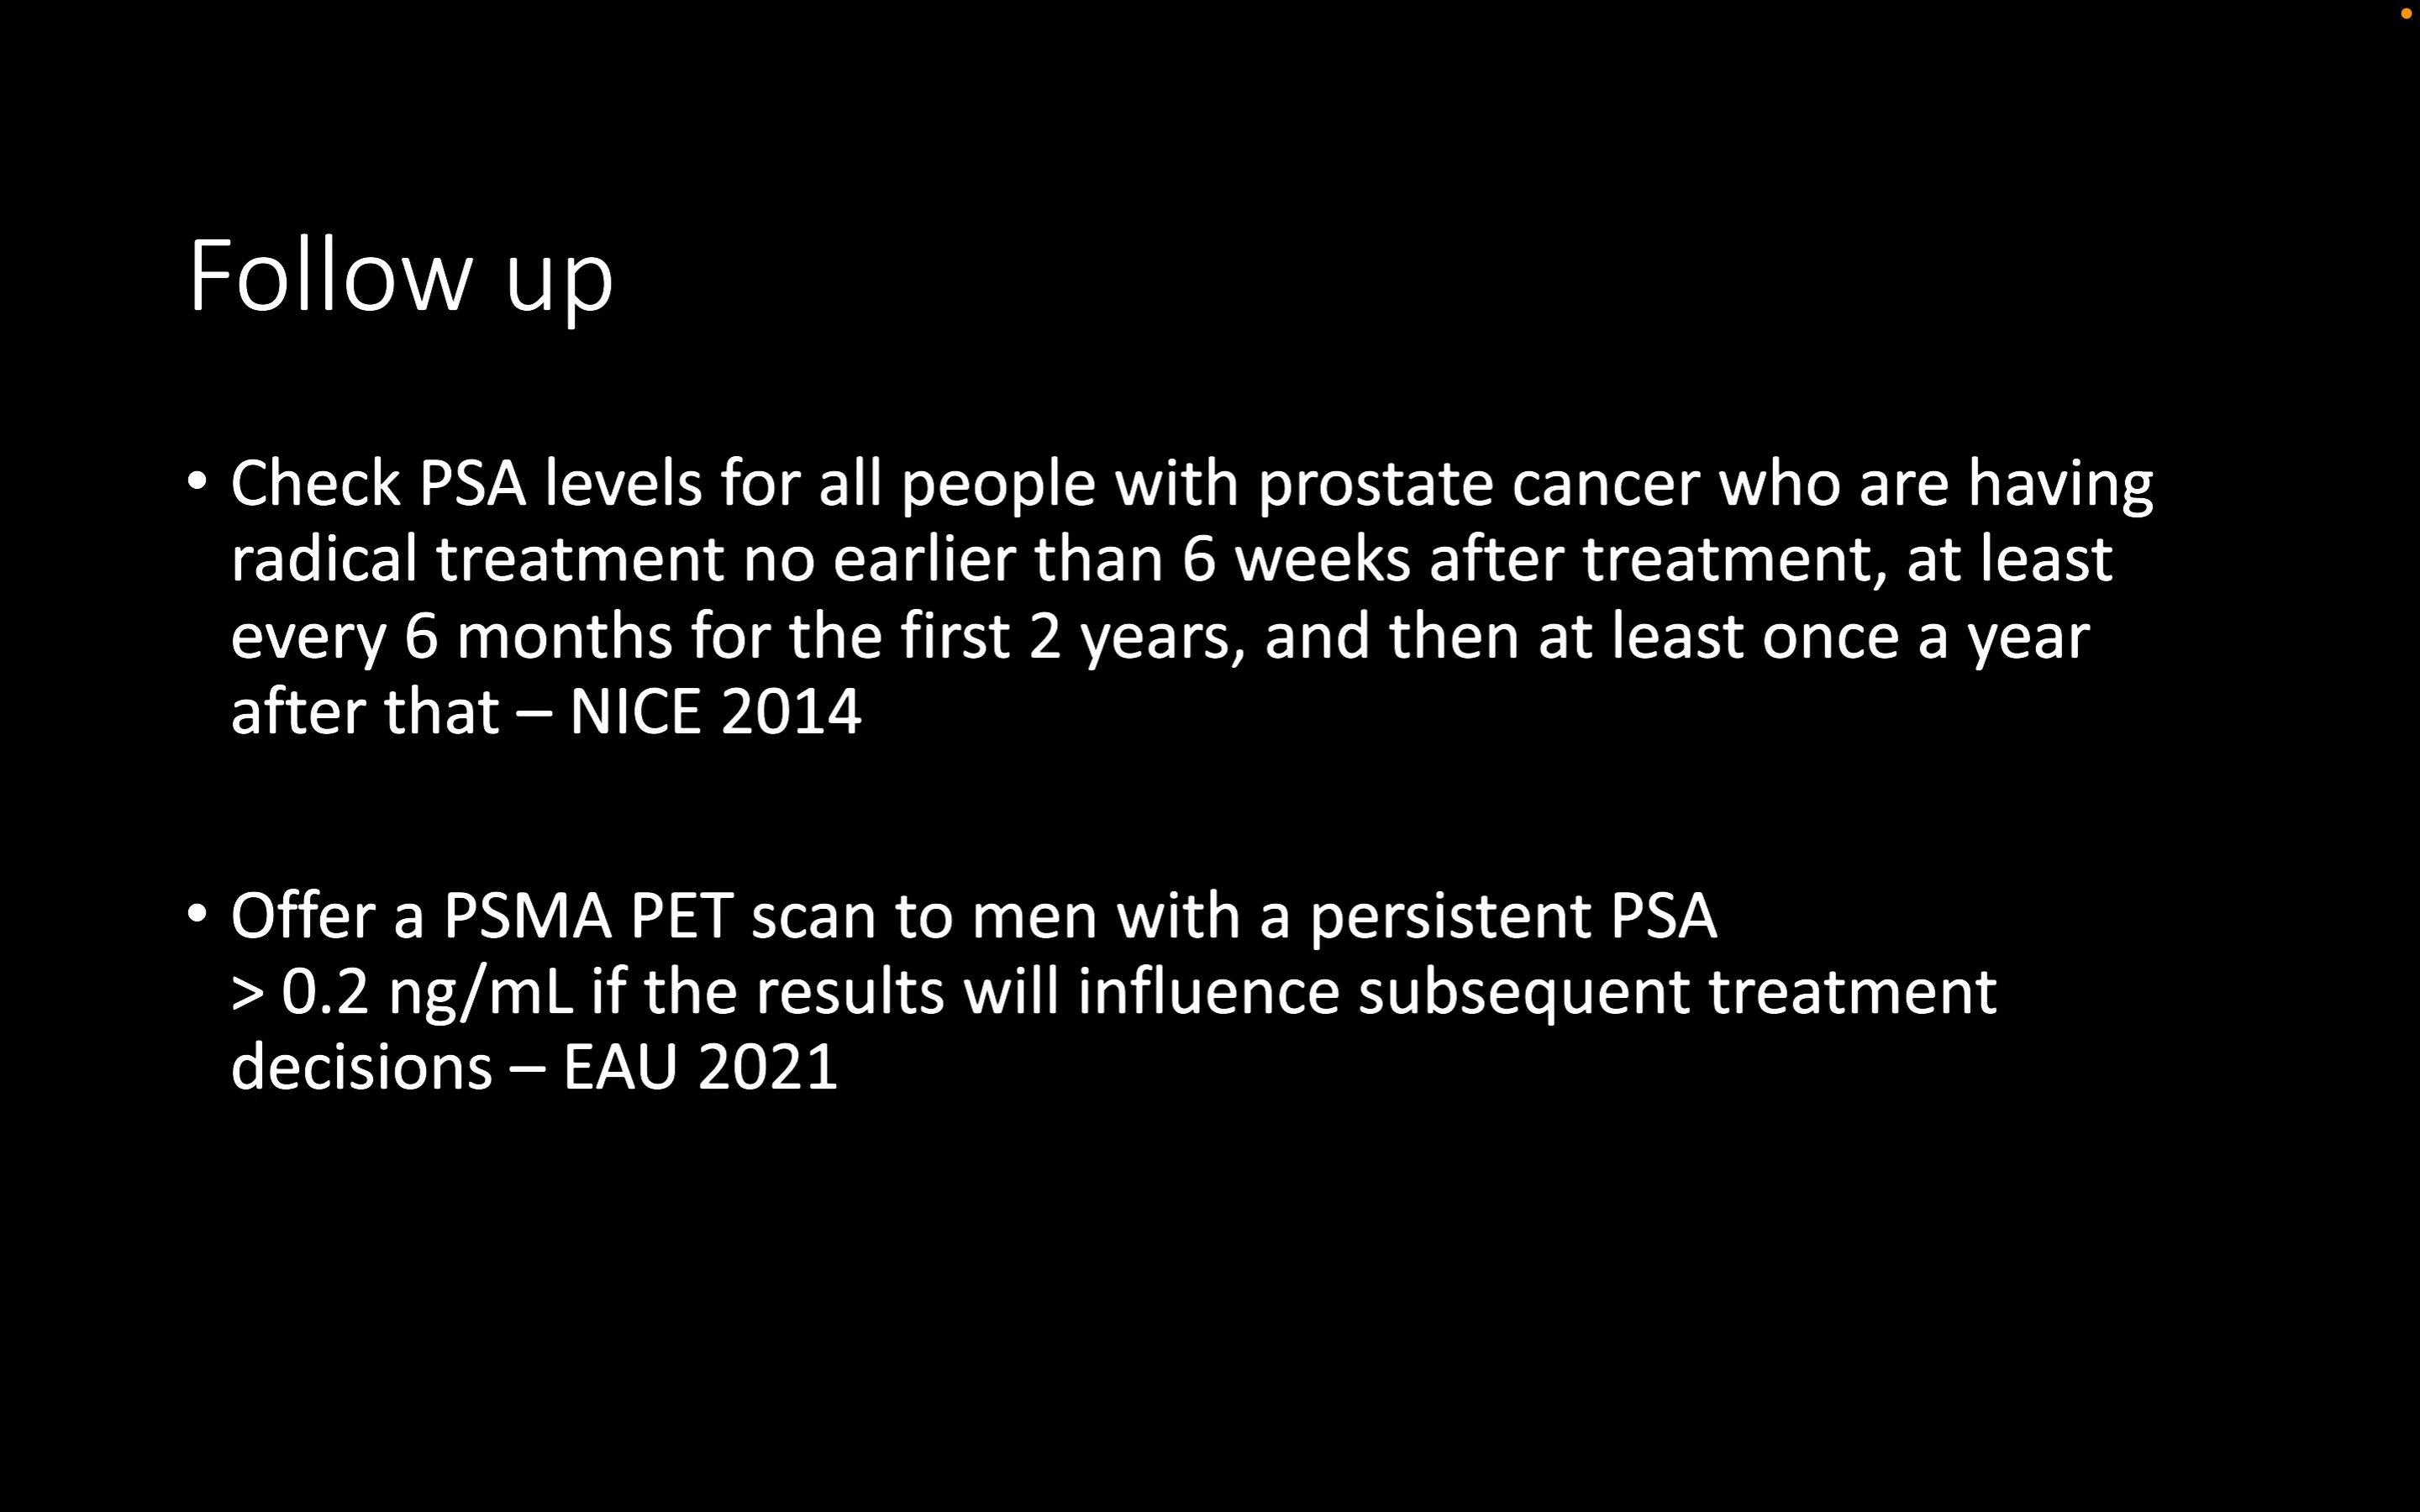 Follow up
• Check PSA levels for all people with prostate cancer who are having
radical treatment no earlier than 6 weeks after treatment, at least
every 6 months for the first 2 years, and then at least once a year
after that – NICE 2014
• Offer a PSMA PET scan to men with a persistent PSA
> 0.2 ng/mL if the results will influence subsequent treatment
decisions – EAU 2021